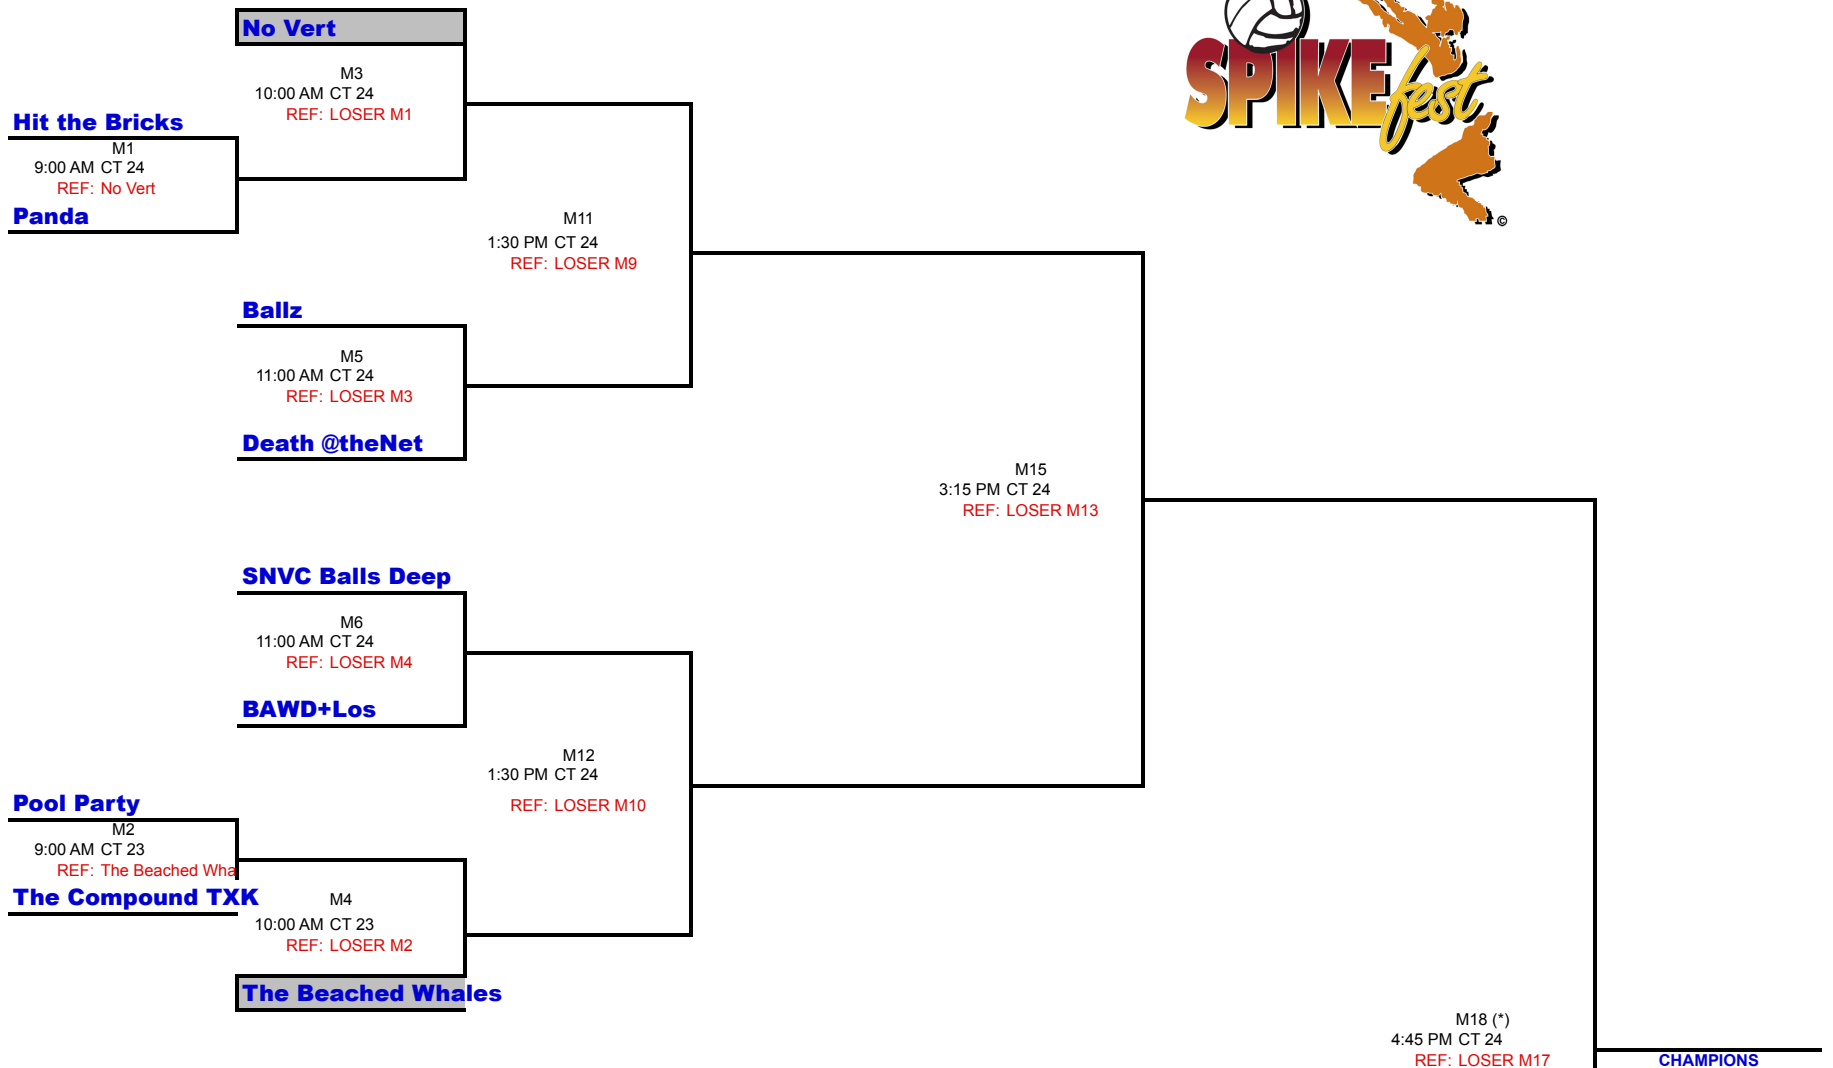 No Vert
M3
10:00 AM CT 24
REF: LOSER M1
SPIKE fest
©
Hit the Bricks
M1
9:00 AM CT 24
REF: No Vert
Panda
M11
1:30 PM CT 24
REF: LOSER M9
Ballz
M5
11:00 AM CT 24
REF: LOSER M3
Death @theNet
M15
3:15 PM CT 24
REF: LOSER M13
SNVC Balls Deep
M6
11:00 AM CT 24
REF: LOSER M4
BAWD+Los
M12
1:30 PM CT 24
REF: LOSER M10
Pool Party
M2
9:00 AM CT 23
REF: The Beached Wha
The Compound TXK
M4
10:00 AM CT 23
REF: LOSER M2
The Beached Whales
M18 (*)
4:45 PM CT 24
REF: LOSER M17
CHAMPIONS